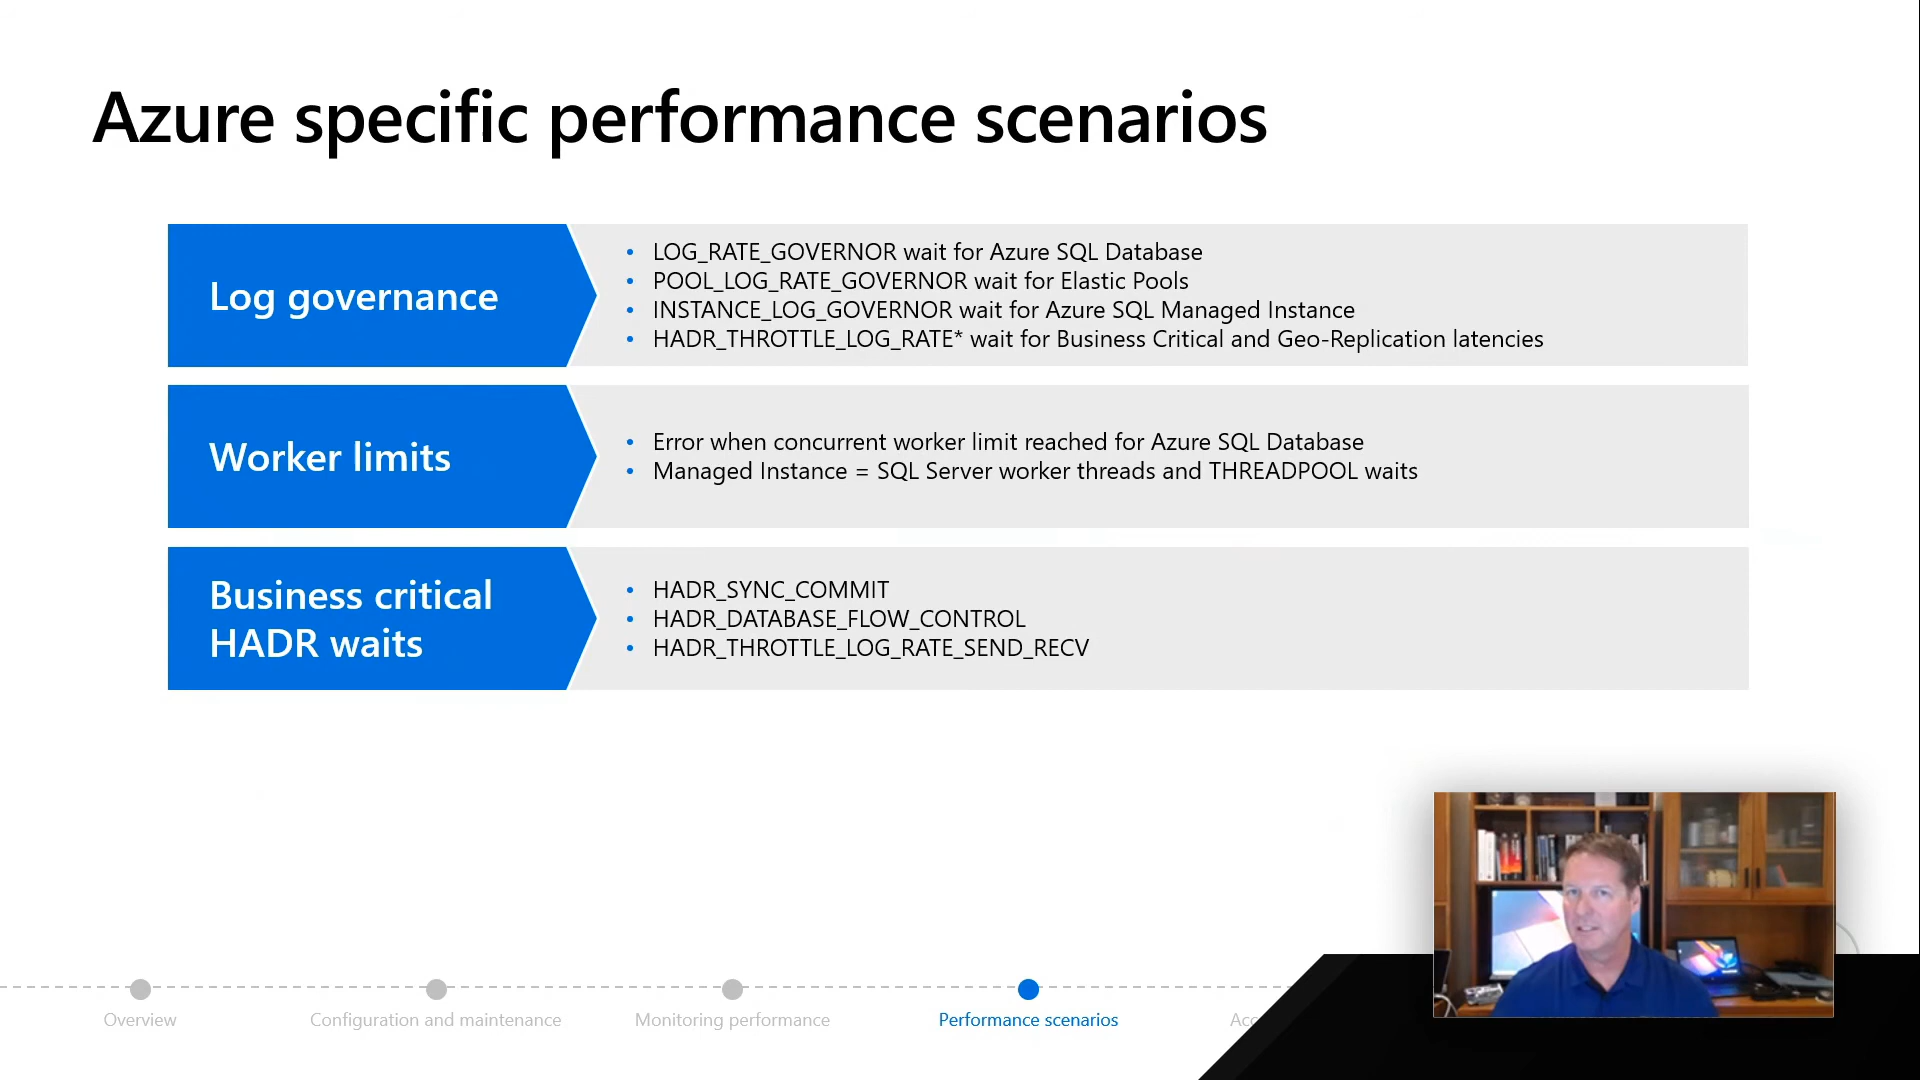 Azure specific performance scenarios
Log governance
• LOG_RATE_GOVERNOR wait for Azure SQL Database
• POOL_LOG_RATE_GOVERNOR wait for Elastic Pools
• INSTANCE_LOG_GOVERNOR wait for Azure SQL Managed Instance
• HADR_THROTTLE_LOG_RATE* wait for Business Critical and Geo-Replication latencies
Worker limits
• Error when concurrent worker limit reached for Azure SQL Database
• Managed Instance = SQL Server worker threads and THREADPOOL waits
Business critical
HADR waits
• HADR_SYNC_COMMIT
• HADR_DATABASE_FLOW_CONTROL
• HADR_THROTTLE_LOG_RATE_SEND_RECV
Overview
Configuration and maintenance
Monitoring performance
Performance scenarios